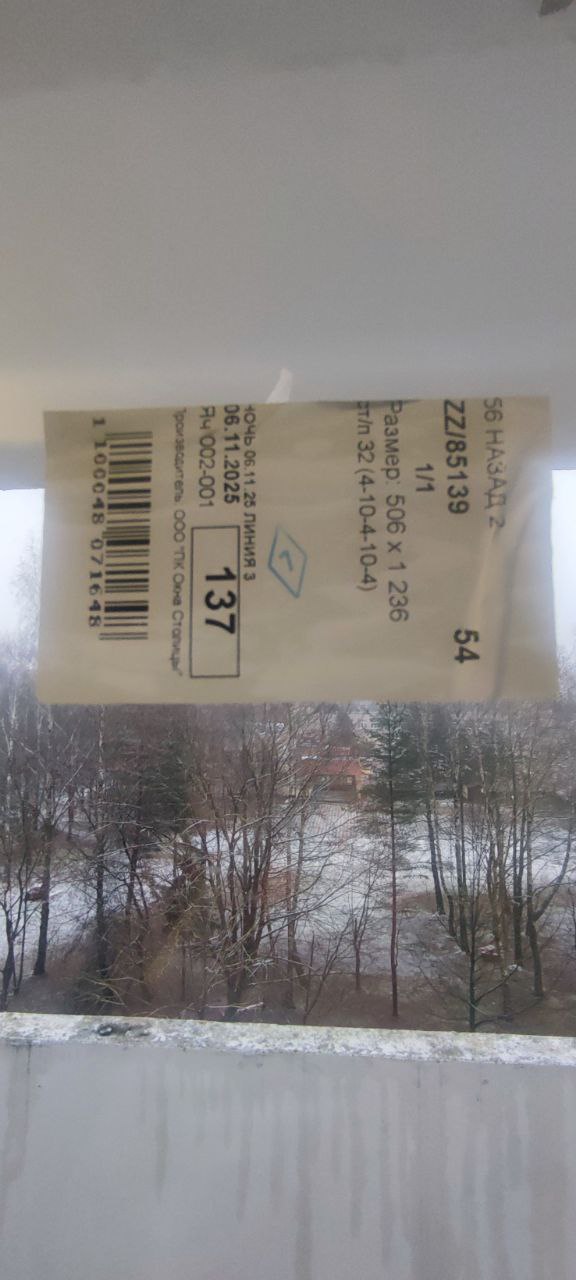 56 НАЗАД 2
ZZ/85139 54
1/1
Размер: 506 x 1 236
ст/п 32 (4-10-4-10-4)
ночь 06.11.25 ЛИНИЯ 3
06.11.2025
Яч 002-001
137
Производитель: ООО "ПК Окна Столицы"
1 100048 071648